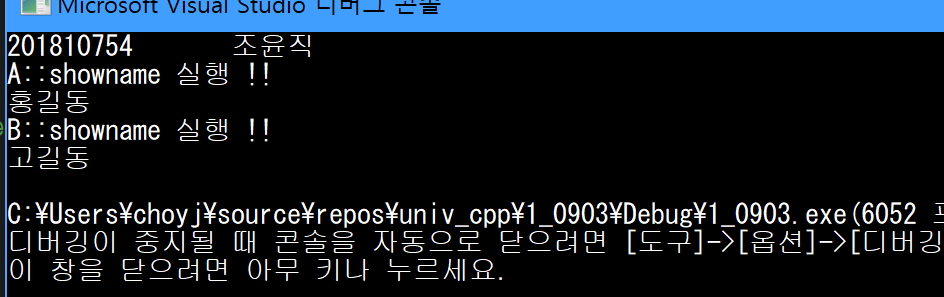 Microsoft Visual Studio 디버그 콘솔
201810754 조윤직
A::showname 실행 !!
홍길동
B::showname 실행 !!
고길동
C:\Users\choyj\source\repos\univ_cpp\1_0903\Debug\1_0903.exe(6052
디버깅이 중지될 때 콘솔을 자동으로 닫으려면 [도구]->[옵션]->[디버깅
이 창을 닫으려면 아무 키나 누르세요.